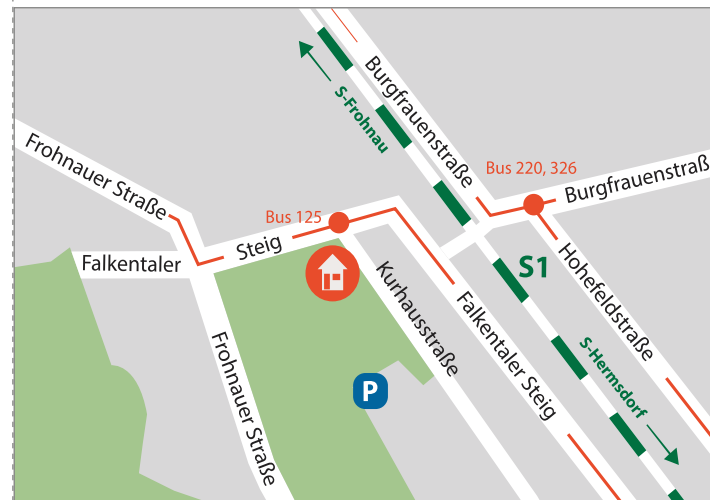 Burgfrauenstraße
S-Frohnau
Frohnauer Straße
Bus 220, 326
Burgfrauenstraß
Bus 125
Steig
Falkentaler
S1
Hohefeldstraße
Kurhausstraße
Falkentaler Steig
Frohnauer Straße
S-Hermsdorf
P